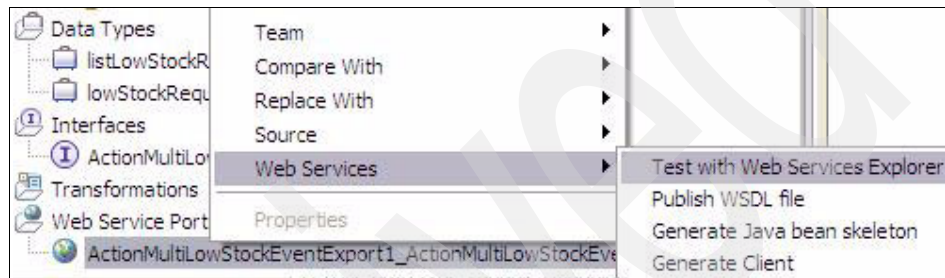 Data Types
listLowStockR
lowStockRequ
Interfaces
ActionMultiLo
Transformations
Web Service Port
ActionMultiLowStockEventExport1_ActionMultiLowStockEve
Team
Compare With
Replace With
Source
Web Services
Properties
Test with Web Services Explorer
Publish WSDL file
Generate Java bean skeleton
Generate Client